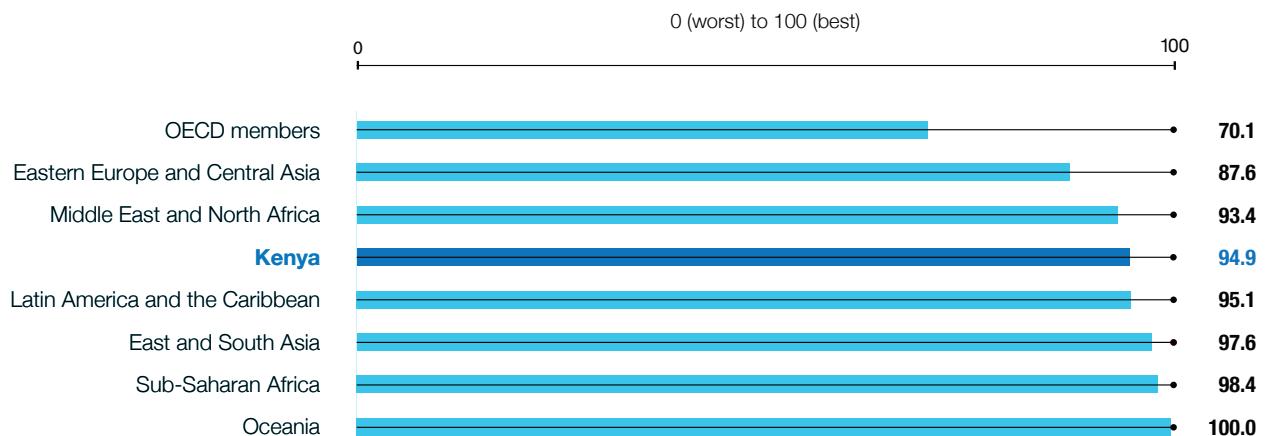 0 (worst) to 100 (best)
0 100
OECD members 70.1
Eastern Europe and Central Asia 87.6
Middle East and North Africa 93.4
Kenya 94.9
Latin America and the Caribbean 95.1
East and South Asia 97.6
Sub-Saharan Africa 98.4
Oceania 100.0